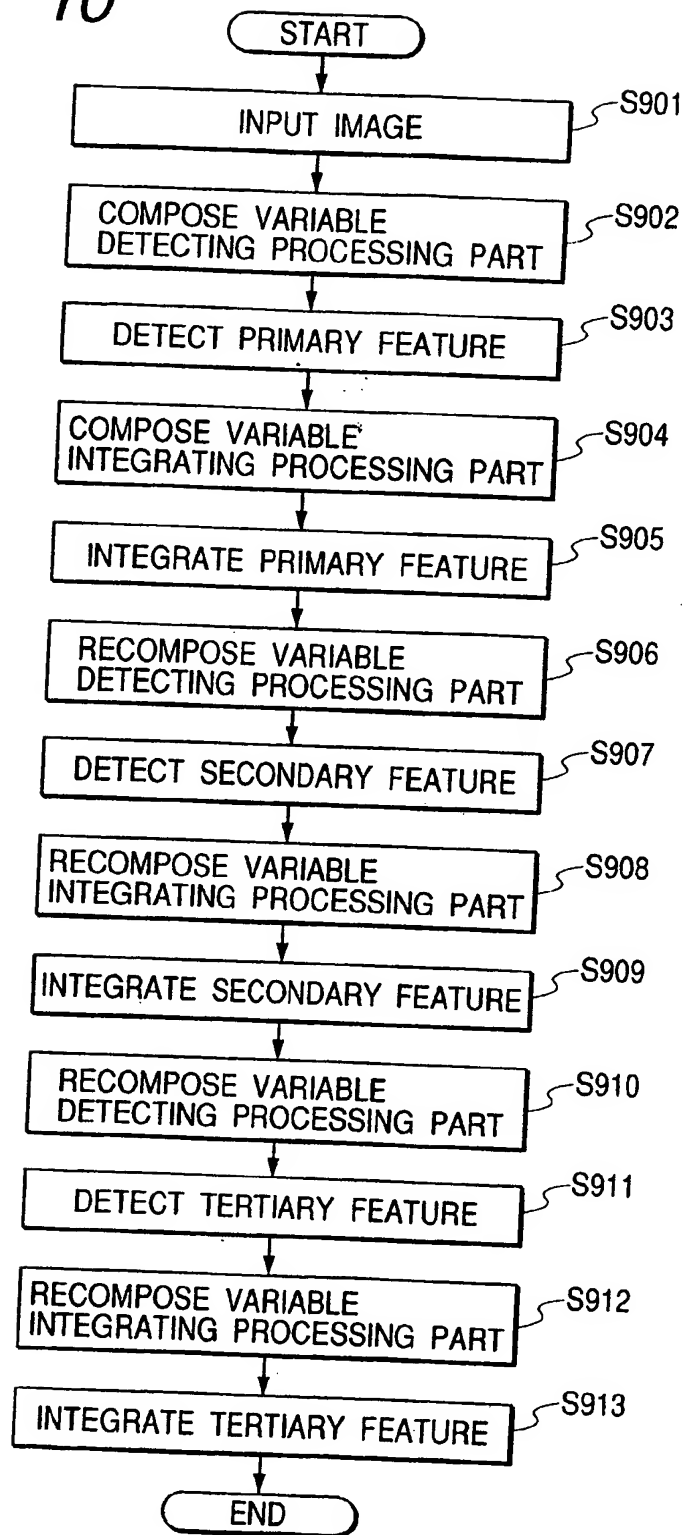 10
START
INPUT IMAGE
S901
COMPOSE VARIABLE
DETECTING PROCESSING PART
S902
DETECT PRIMARY FEATURE
S903
COMPOSE VARIABLE
INTEGRATING PROCESSING PART
S904
INTEGRATE PRIMARY FEATURE
S905
RECOMPOSE VARIABLE
DETECTING PROCESSING PART
S906
DETECT SECONDARY FEATURE
S907
RECOMPOSE VARIABLE
INTEGRATING PROCESSING PART
S908
INTEGRATE SECONDARY FEATURE
S909
RECOMPOSE VARIABLE
DETECTING PROCESSING PART
S910
DETECT TERTIARY FEATURE
S911
RECOMPOSE VARIABLE
INTEGRATING PROCESSING PART
S912
INTEGRATE TERTIARY FEATURE
S913
END